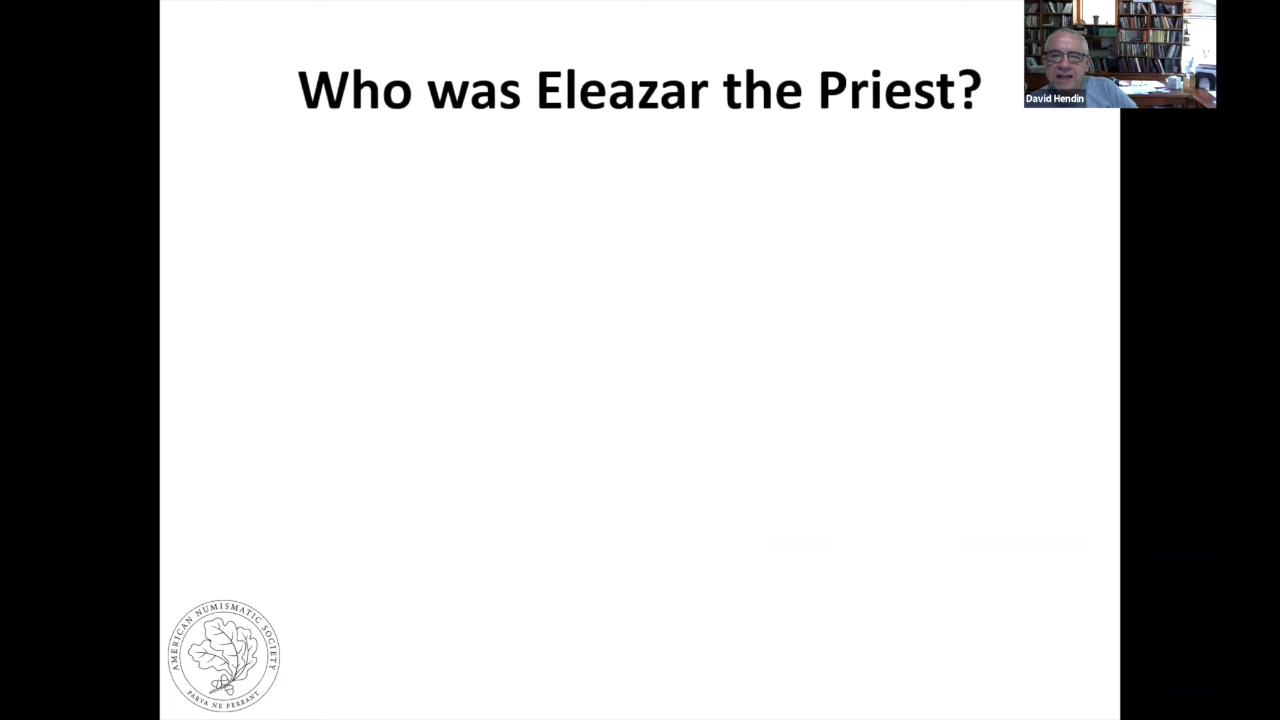 Who was Eleazar the Priest?
David Hendin
AMERICAN NUMISMATIC SOCIETY
PARVA NE PEREANT